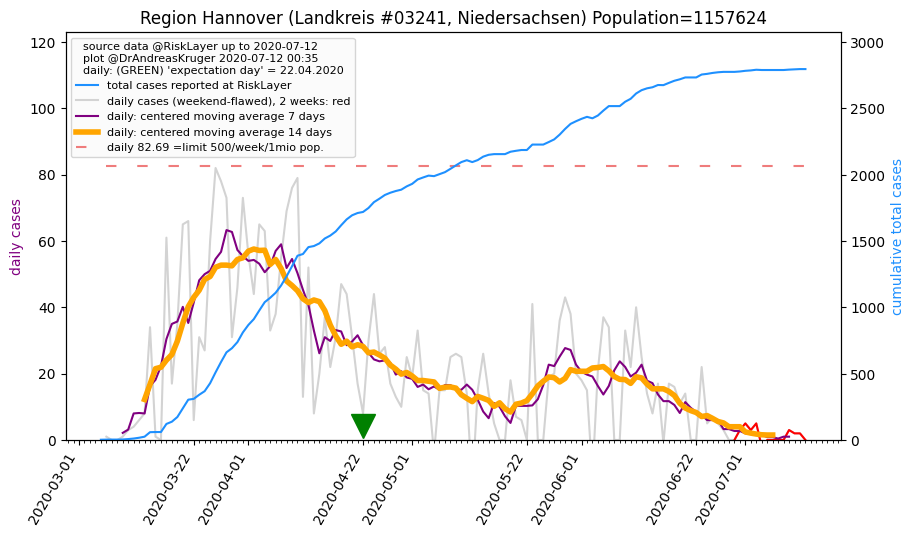 Region Hannover (Landkreis #03241, Niedersachsen) Population=1157624
source data @RiskLayer up to 2020-07-12
plot @DrAndreasKruger 2020-07-12 00:35
daily: (GREEN) 'expectation day' = 22.04.2020
total cases reported at RiskLayer
daily cases (weekend-flawed), 2 weeks: red
daily: centered moving average 7 days
daily: centered moving average 14 days
daily 82.69 =limit 500/week/1mio pop.
daily cases
120
100
80
60
40
20
0
cumulative total cases
3000
2500
2000
1500
1000
500
0
2020-03-01
2020-03-22
2020-04-01
2020-04-22
2020-05-01
2020-05-22
2020-06-01
2020-06-22
2020-07-01